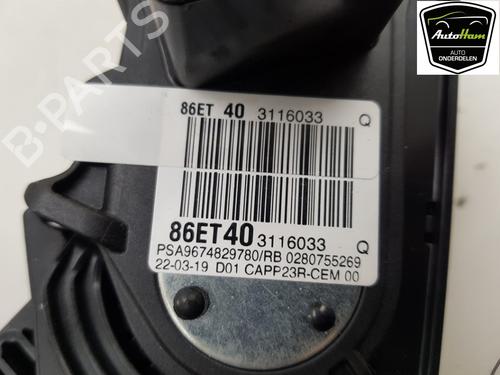 AutoHam
AUTO
ONDERDELEN
B-PARTS
86ET 40 3116033 Q
86ET40 3116033 Q
PSA9674829780/RB 0280755269
22-03-19 D01 CAPP23R-CEM 00